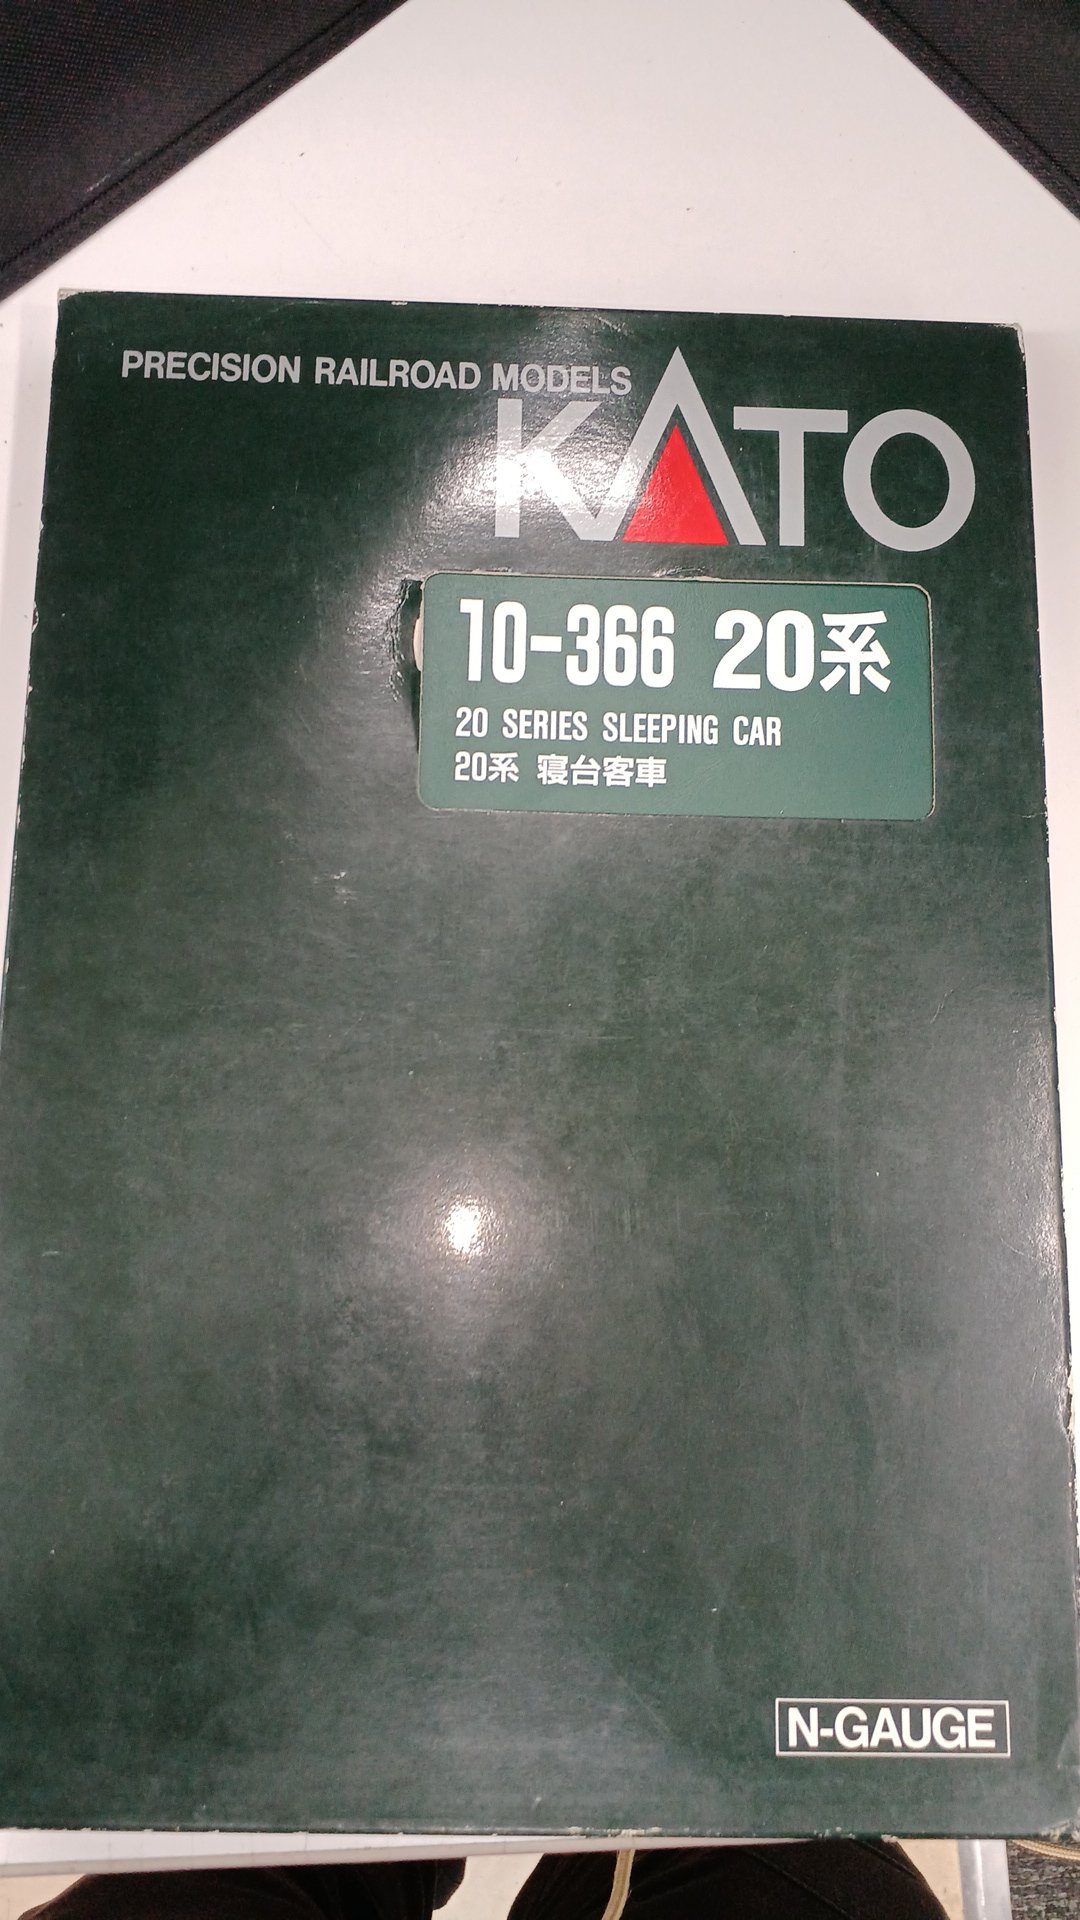 PRECISION RAILROAD MODELS
KATO
10-366 20系
20 SERIES SLEEPING CAR
20系 寝台客車
N-GAUGE